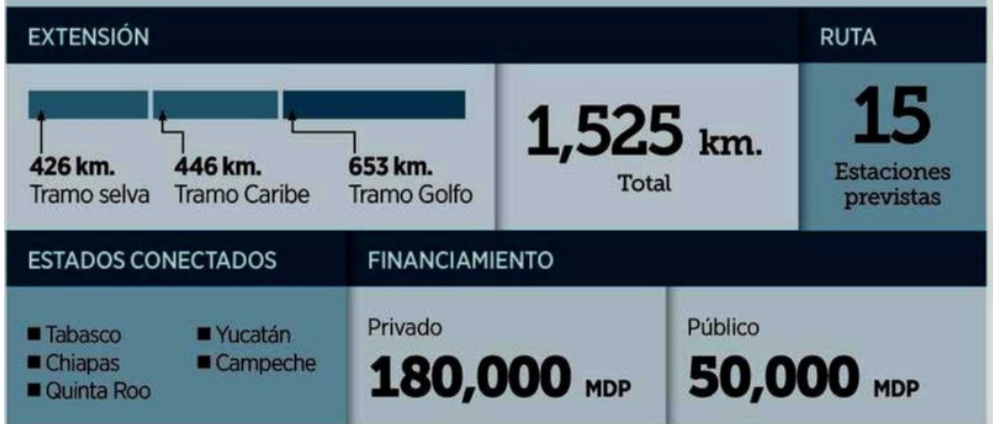 EXTENSIÓN
426 km.
Tramo selva
446 km.
Tramo Caribe
653 km.
Tramo Golfo
1,525 km.
Total
RUTA
15
Estaciones
previstas
ESTADOS CONECTADOS
■ Tabasco
■ Chiapas
■ Quinta Roo
■ Yucatán
■ Campeche
FINANCIAMIENTO
Privado
180,000 MDP
Público
50,000 MDP